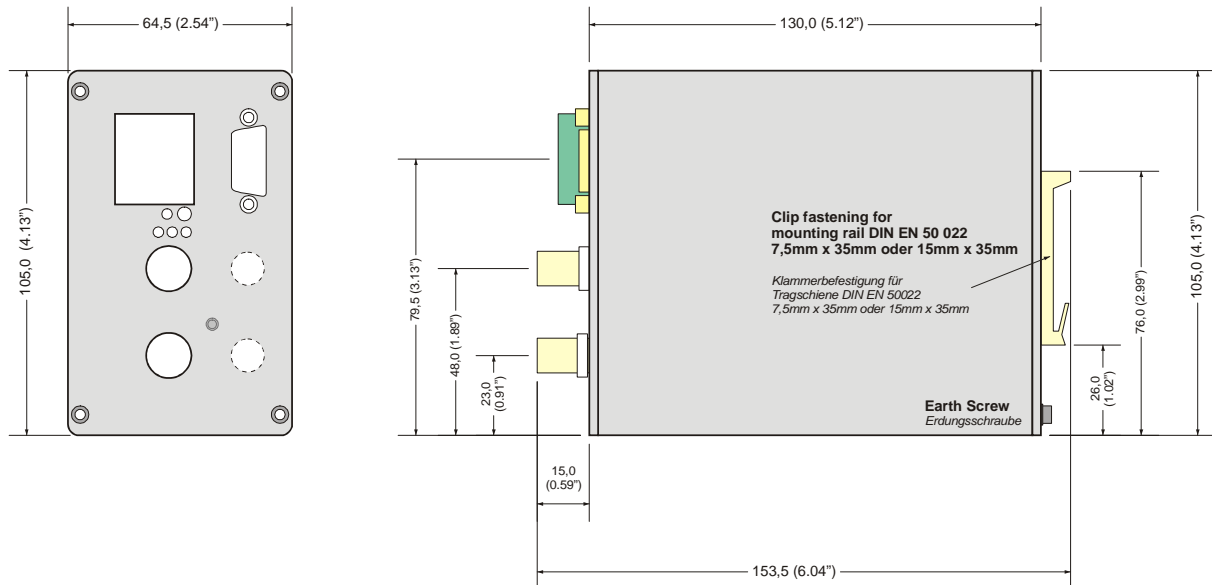 64,5 (2.54”)
130,0 (5.12”)
105,0 (4.13”)
79,5 (3.13”)
48,0 (1.89”)
23,0
(0.91”)
Clip fastening for
mounting rail DIN EN 50 022
7,5mm x 35mm oder 15mm x 35mm
Klammerbefestigung für
Tragschiene DIN EN 50022
7,5mm x 35mm oder 15mm x 35mm
Earth Screw
Erdungsschraube
26,0
(1.02”)
76,0 (2.99”)
105,0 (4.13”)
15,0
(0.59”)
153,5 (6.04”)